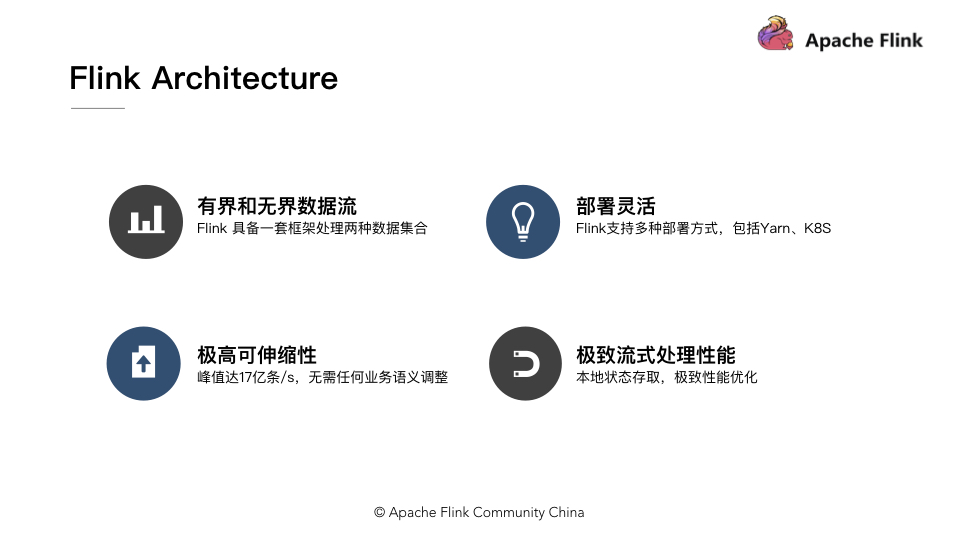 Apache Flink
Flink Architecture
有界和无界数据流
Flink 具备一套框架处理两种数据集合
部署灵活
Flink支持多种部署方式，包括Yarn、K8S
极高可伸缩性
峰值达17亿条/s，无需任何业务语义调整
极致流式处理性能
本地状态存取，极致性能优化
© Apache Flink Community China